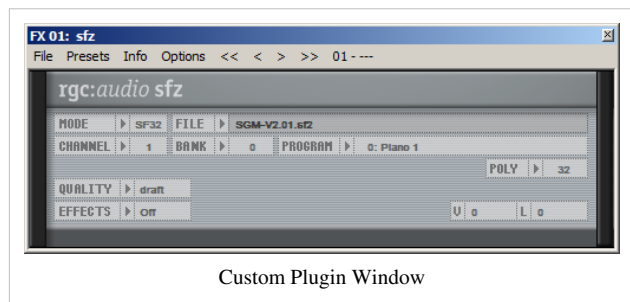 FX 01: sfz
File Presets Info Options << < > >> 01 - ---
rgc:audio sfz
MODE SF32 FILE SGM-V2.01.sf2
CHANNEL 1 BANK 0 PROGRAM 0: Piano 1
POLY 32
QUALITY draft
EFFECTS Off V 0 L 0
Custom Plugin Window